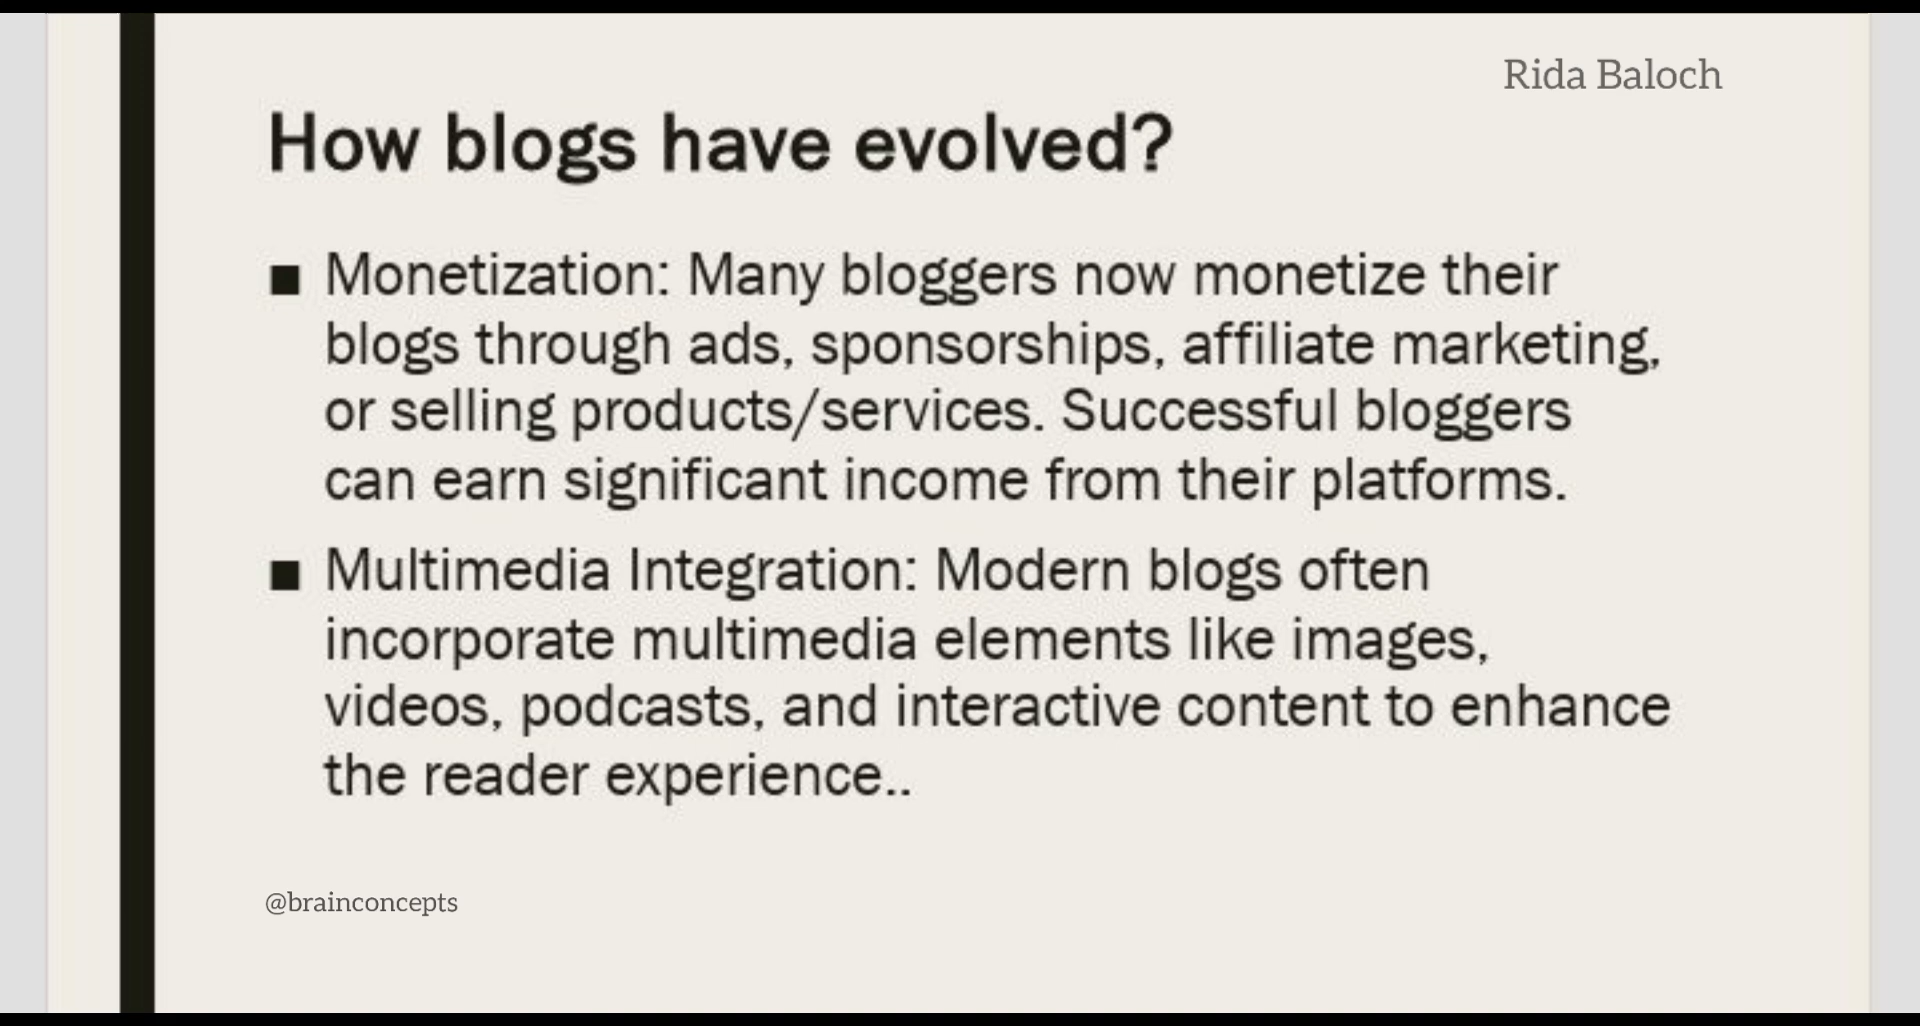 Rida Baloch
How blogs have evolved?
■ Monetization: Many bloggers now monetize their
blogs through ads, sponsorships, affiliate marketing,
or selling products/services. Successful bloggers
can earn significant income from their platforms.
■ Multimedia Integration: Modern blogs often
incorporate multimedia elements like images,
videos, podcasts, and interactive content to enhance
the reader experience..
@brainconcepts